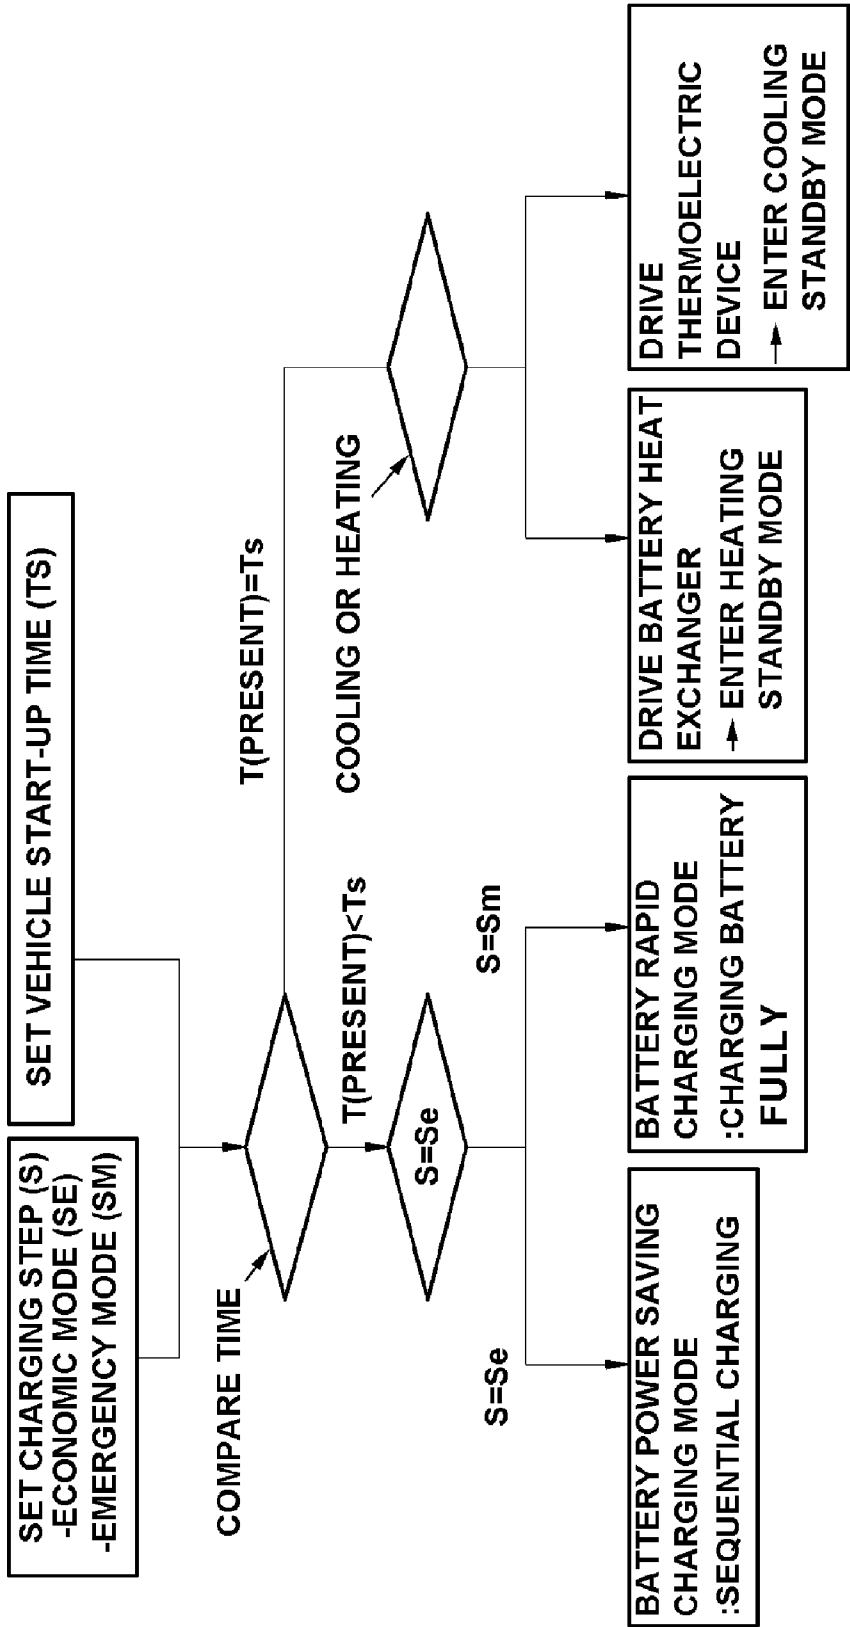 SET CHARGING STEP (S)
-ECONOMIC MODE (SE)
-EMERGENCY MODE (SM)
SET VEHICLE START-UP TIME (TS)
COMPARE TIME
T(PRESENT)=Ts
T(PRESENT)<Ts
COOLING OR HEATING
S=Se
S=Se
S=Sm
BATTERY POWER SAVING
CHARGING MODE
:SEQUENTIAL CHARGING
BATTERY RAPID
CHARGING MODE
:CHARGING BATTERY
FULLY
DRIVE BATTERY HEAT
EXCHANGER
→ ENTER HEATING
STANDBY MODE
DRIVE
THERMOELECTRIC
DEVICE
→ ENTER COOLING
STANDBY MODE